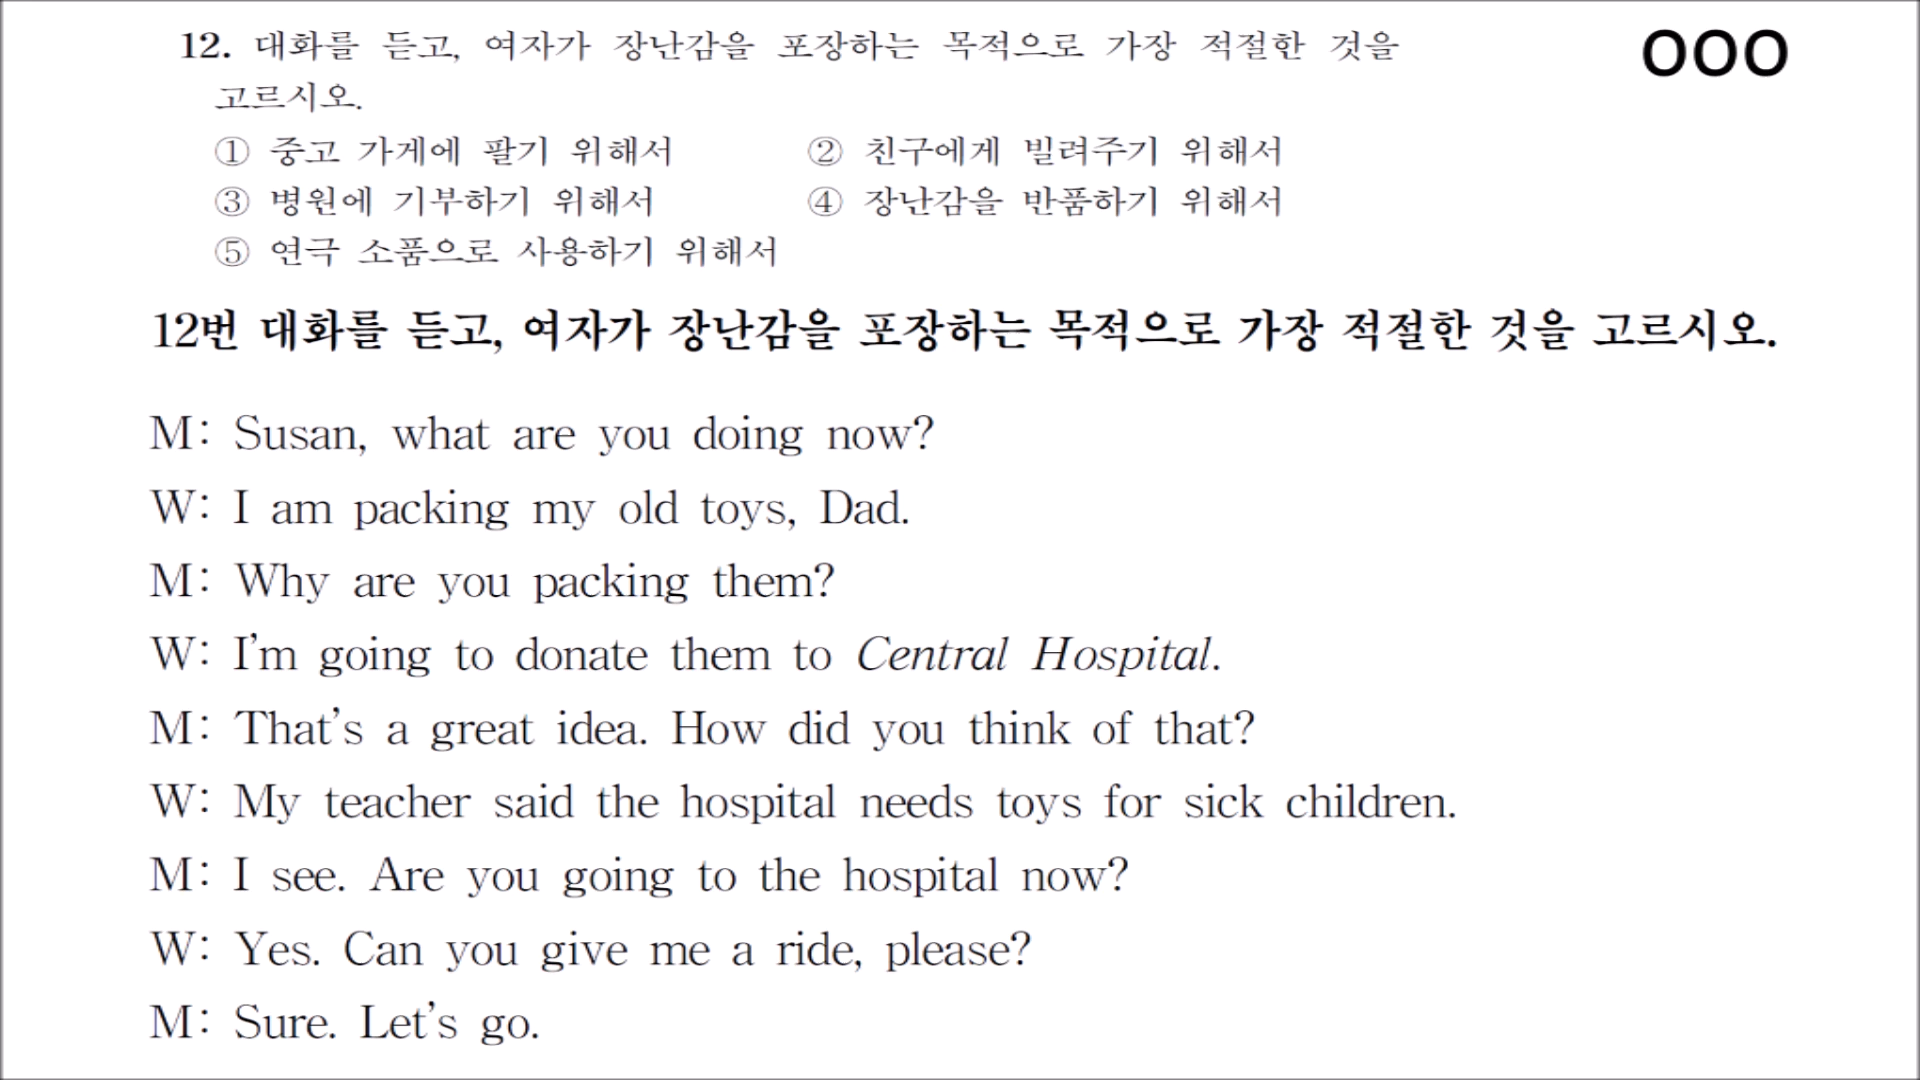 12. 대화를 듣고, 여자가 장난감을 포장하는 목적으로 가장 적절한 것을
OOO
고르시오.
① 중고 가게에 팔기 위해서 ② 친구에게 빌려주기 위해서
③ 병원에 기부하기 위해서 ④ 장난감을 반품하기 위해서
⑤ 연극 소품으로 사용하기 위해서
12번 대화를 듣고, 여자가 장난감을 포장하는 목적으로 가장 적절한 것을 고르시오.
M: Susan, what are you doing now?
W: I am packing my old toys, Dad.
M: Why are you packing them?
W: I'm going to donate them to Central Hospital.
M: That's a great idea. How did you think of that?
W: My teacher said the hospital needs toys for sick children.
M: I see. Are you going to the hospital now?
W: Yes. Can you give me a ride, please?
M: Sure. Let's go.